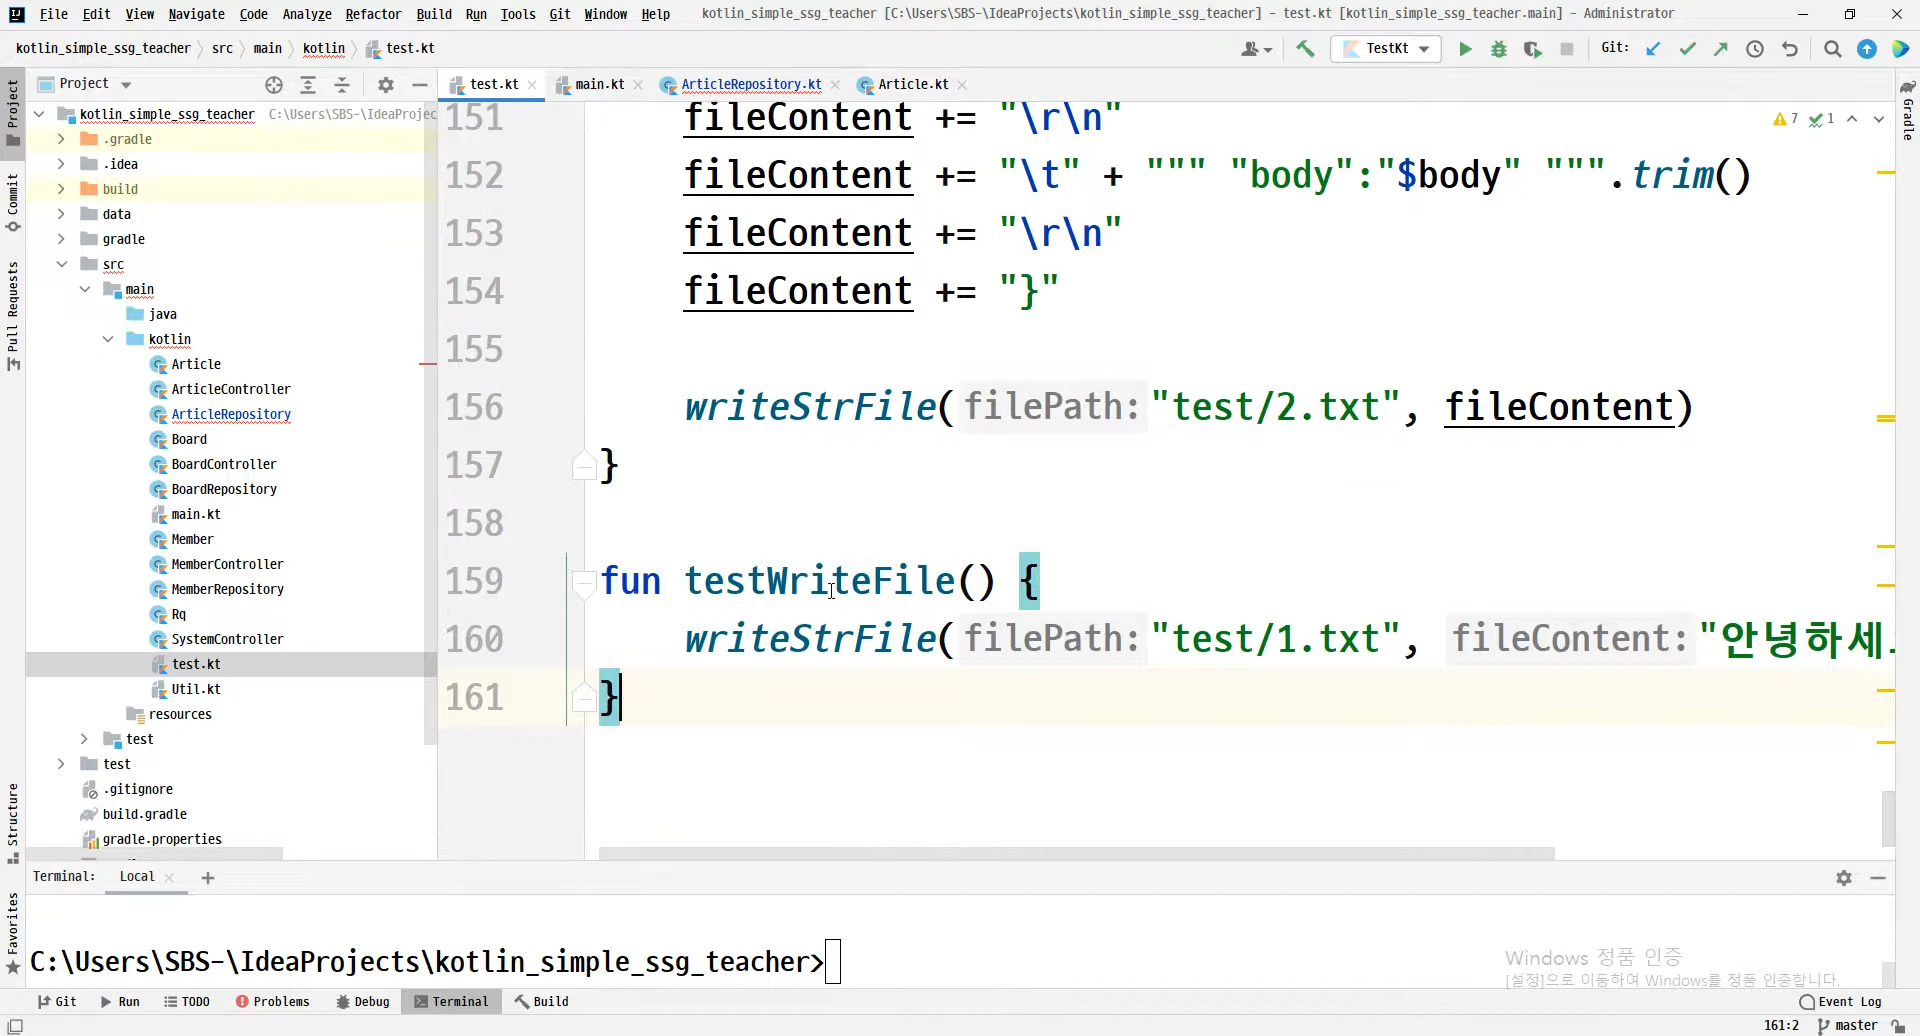 File Edit View Navigate Code Analyze Refactor Build Run Tools Git Window Help kotlin_simple_ssg_teacher [C:\Users\SBS-\IdeaProjects\kotlin_simple_ssg_teacher] - test.kt [kotlin_simple_ssg_teacher.main] - Administrator
kotlin_simple_ssg_teacher src main kotlin test.kt TestKt Git:
Project
test.kt main.kt ArticleRepository.kt Article.kt
kotlin_simple_ssg_teacher C:\Users\SBS-\IdeaProjec
.gradle
.idea
build
data
gradle
src
main
java
kotlin
Article
ArticleController
ArticleRepository
Board
BoardController
BoardRepository
main.kt
Member
MemberController
MemberRepository
Rq
SystemController
test.kt
Util.kt
resources
test
test
.gitignore
build.gradle
gradle.properties
151 fileContent += "\r\n"
152 fileContent += "\t" + """ "body":"$body" """.trim()
153 fileContent += "\r\n"
154 fileContent += "}"
155
156 writeStrFile( filePath: "test/2.txt", fileContent)
157 }
158
159 fun testWriteFile() {
160 writeStrFile( filePath: "test/1.txt", fileContent: "안녕하세
161 }
7 1
Project
Commit
Pull Requests
Structure
Favorites
Gradle
Terminal: Local
C:\Users\SBS-\IdeaProjects\kotlin_simple_ssg_teacher>
Windows 정품 인증
[설정]으로 이동하여 Windows를 정품 인증합니다.
Git Run TODO Problems Debug Terminal Build Event Log
161:2 master